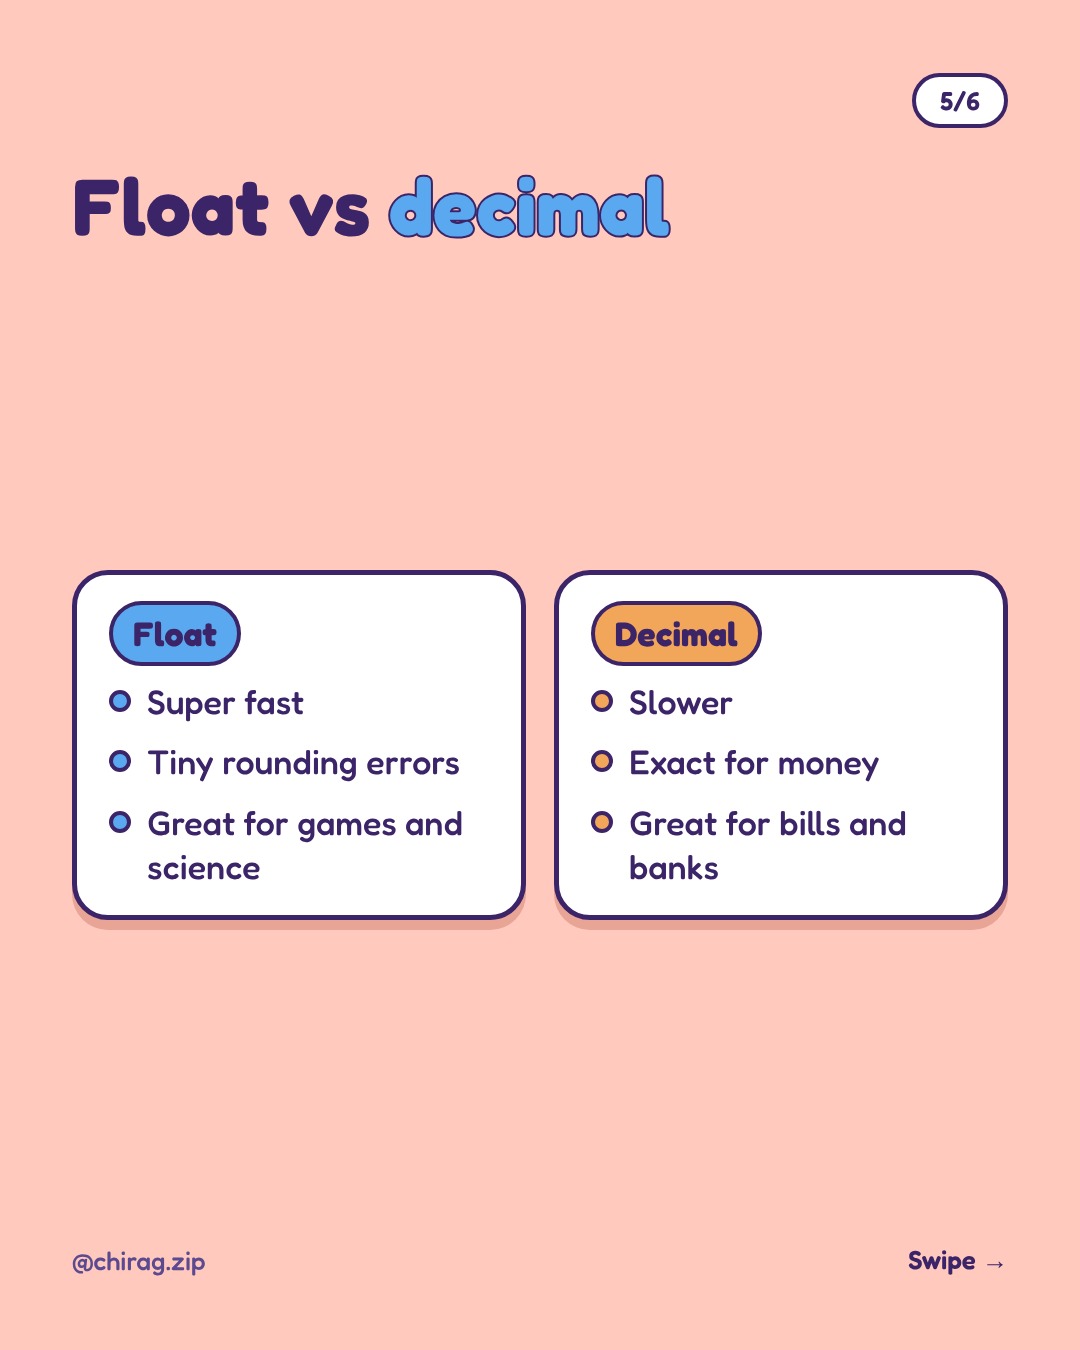 5/6
Float vs decimal
Float
Super fast
Tiny rounding errors
Great for games and
science
Decimal
Slower
Exact for money
Great for bills and
banks
@chirag.zip
Swipe →